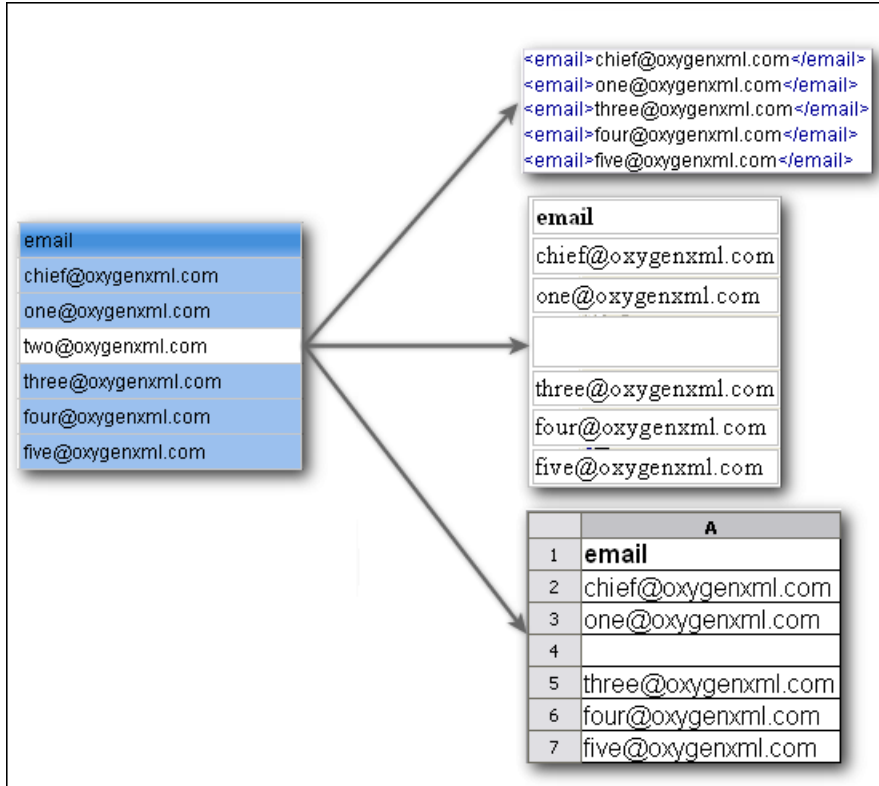 email
chief@oxygenxml.com
one@oxygenxml.com
two@oxygenxml.com
three@oxygenxml.com
four@oxygenxml.com
five@oxygenxml.com
<email>chief@oxygenxml.com</email>
<email>one@oxygenxml.com</email>
<email>three@oxygenxml.com</email>
<email>four@oxygenxml.com</email>
<email>five@oxygenxml.com</email>
email
chief@oxygenxml.com
one@oxygenxml.com
three@oxygenxml.com
four@oxygenxml.com
five@oxygenxml.com
A
1 email
2 chief@oxygenxml.com
3 one@oxygenxml.com
4
5 three@oxygenxml.com
6 four@oxygenxml.com
7 five@oxygenxml.com